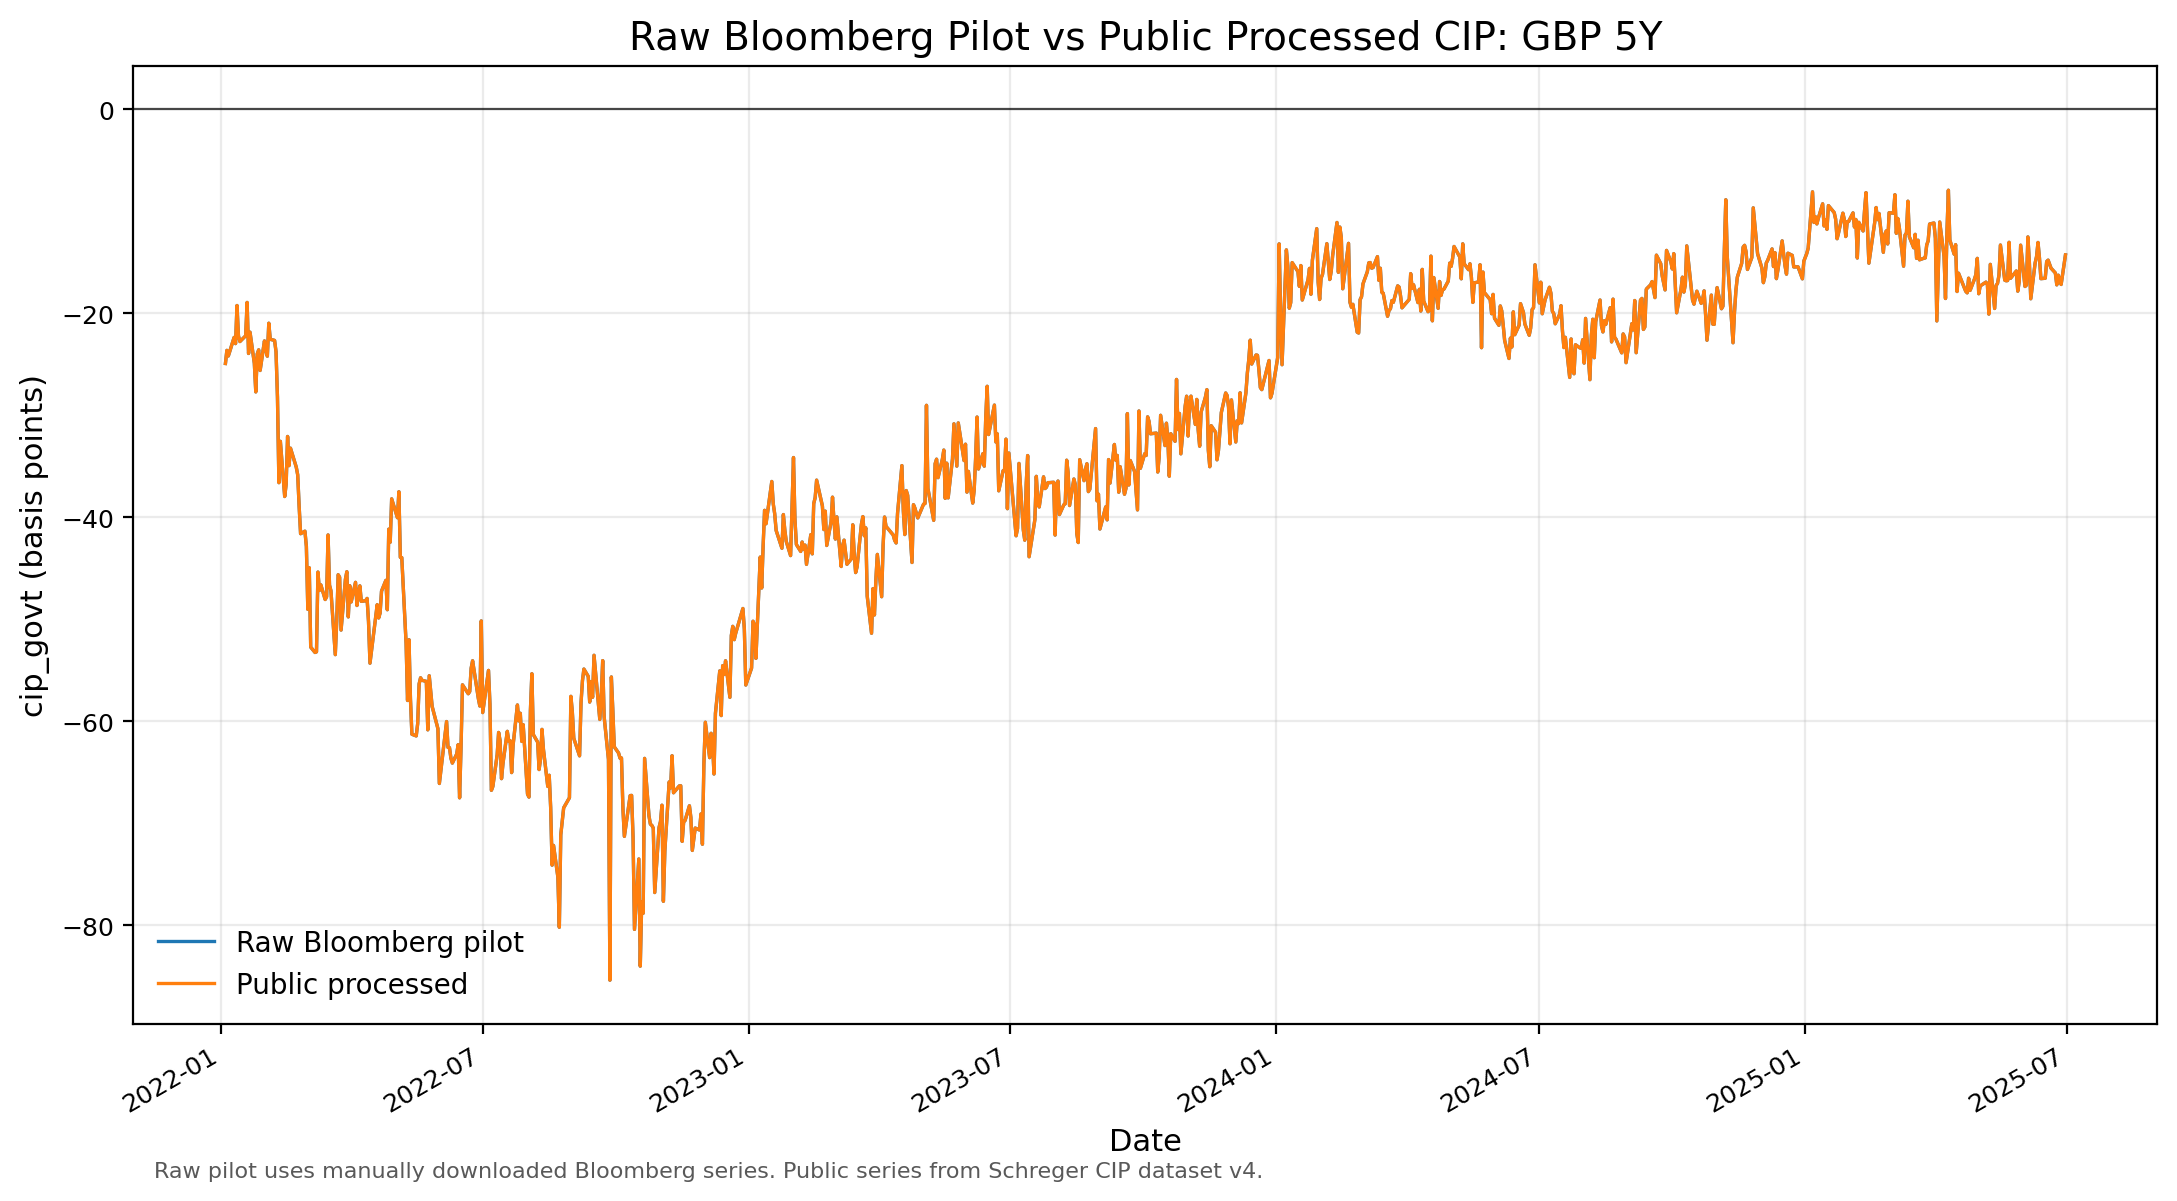 Raw Bloomberg Pilot vs Public Processed CIP: GBP 5Y
cip_govt (basis points)
0
−20
−40
−60
−80
Raw Bloomberg pilot
Public processed
2022-01
2022-07
2023-01
2023-07
2024-01
2024-07
2025-01
2025-07
Date
Raw pilot uses manually downloaded Bloomberg series. Public series from Schreger CIP dataset v4.